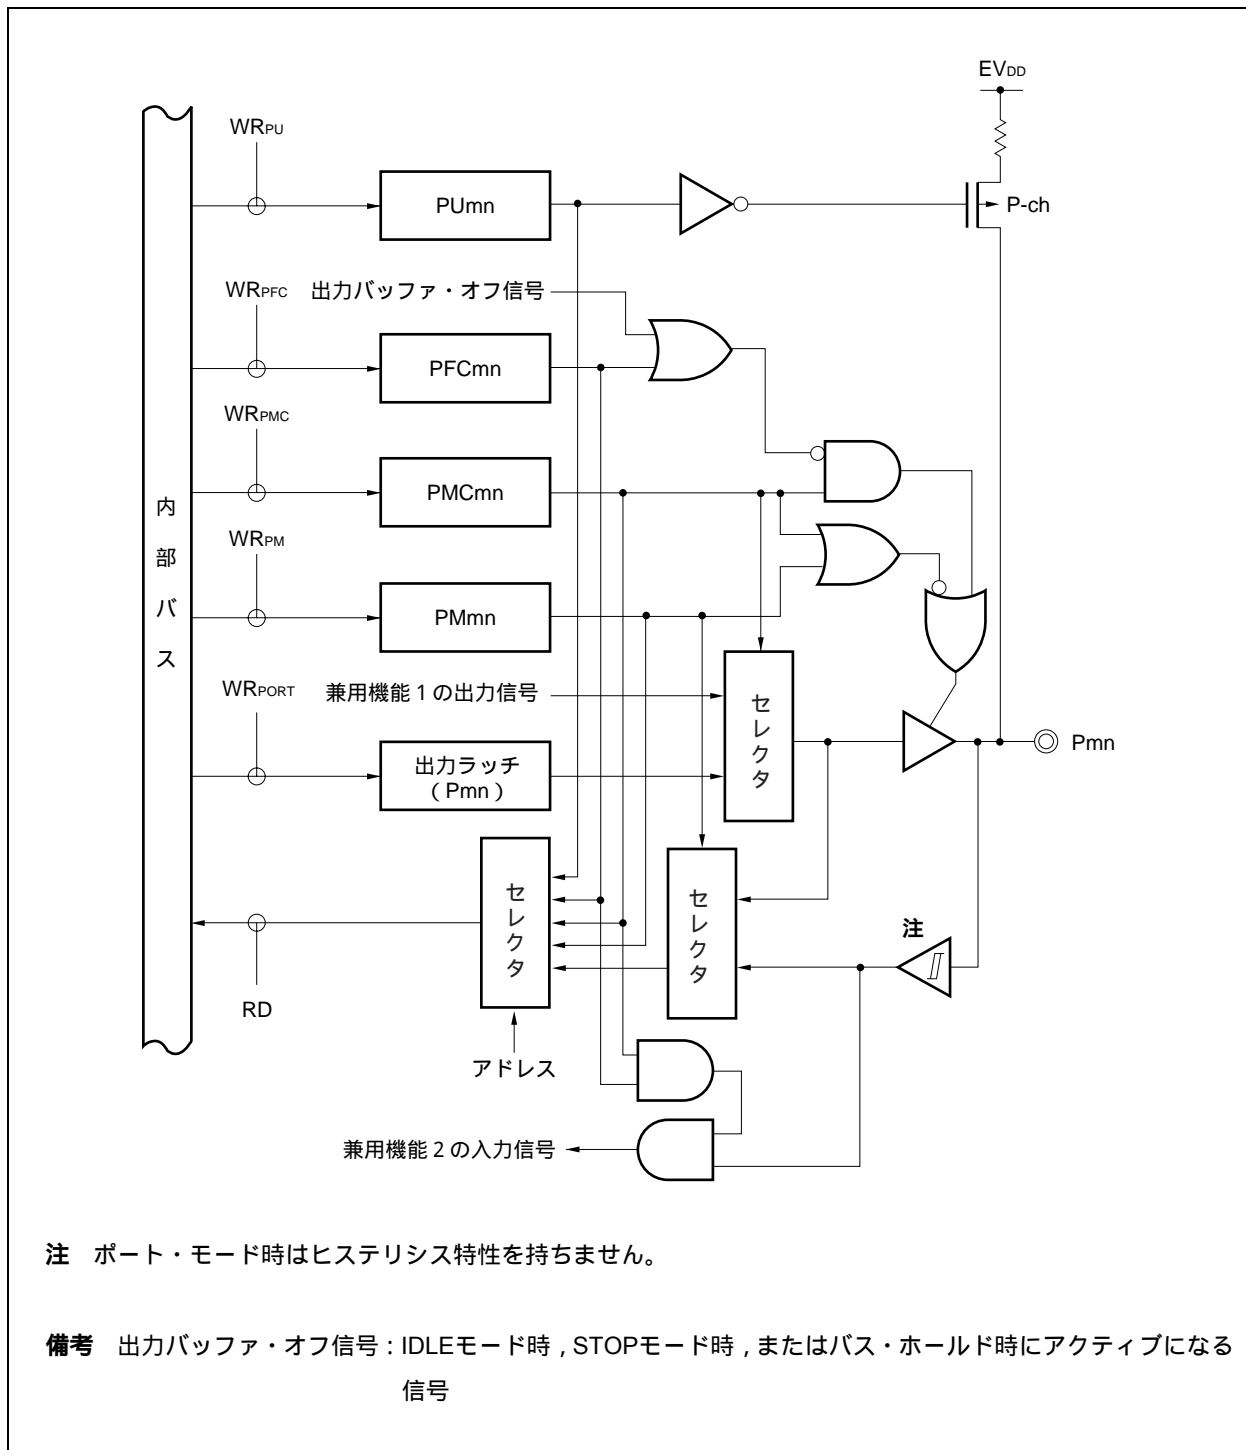 EVDD
WRPU
PUmn
P-ch
WRPFC
出力バッファ・オフ信号
PFCmn
WRPMC
PMCmn
内部バス
WRPM
PMmn
WRPORT
兼用機能1の出力信号
セレクタ
出力ラッチ
(Pmn)
Pmn
セレクタ
セレクタ
注
RD
アドレス
兼用機能2の入力信号
注 ポート・モード時はヒステリシス特性を持ちません。
備考 出力バッファ・オフ信号:IDLEモード時,STOPモード時,またはバス・ホールド時にアクティブになる
信号